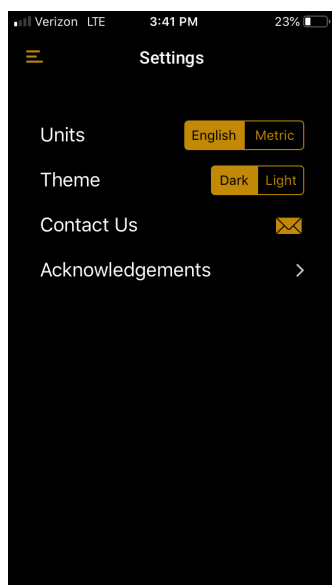 Verizon LTE 3:41 PM 23%
Settings
Units English Metric
Theme Dark Light
Contact Us
Acknowledgements